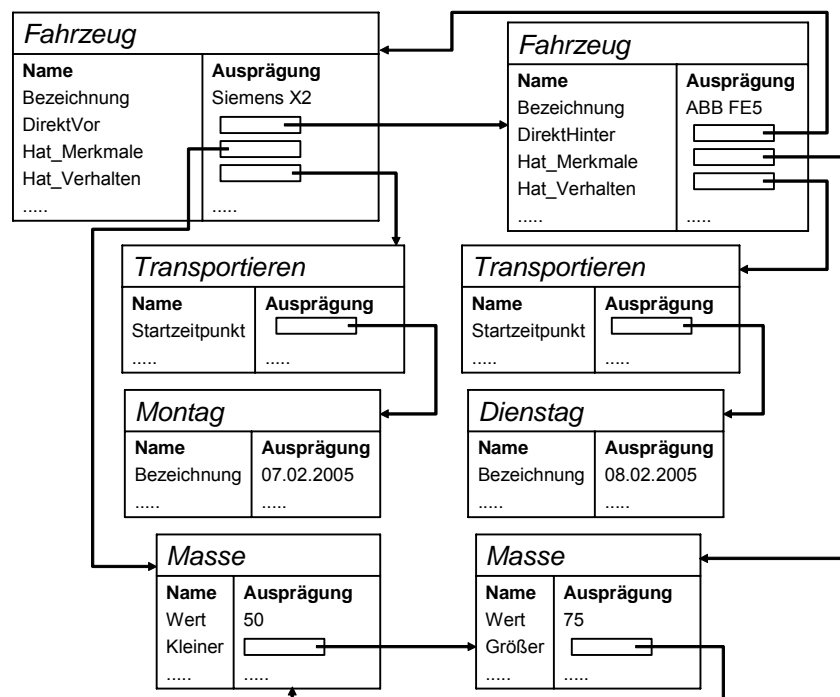 Fahrzeug
Name Ausprägung
Bezeichnung Siemens X2
DirektVor
Hat_Merkmale
Hat_Verhalten
..... .....
Fahrzeug
Name Ausprägung
Bezeichnung ABB FE5
DirektHinter
Hat_Merkmale
Hat_Verhalten
..... .....
Transportieren
Name Ausprägung
Startzeitpunkt
..... .....
Transportieren
Name Ausprägung
Startzeitpunkt
..... .....
Montag
Name Ausprägung
Bezeichnung 07.02.2005
..... .....
Dienstag
Name Ausprägung
Bezeichnung 08.02.2005
..... .....
Masse
Name Ausprägung
Wert 50
Kleiner
..... .....
Masse
Name Ausprägung
Wert 75
Größer
..... .....